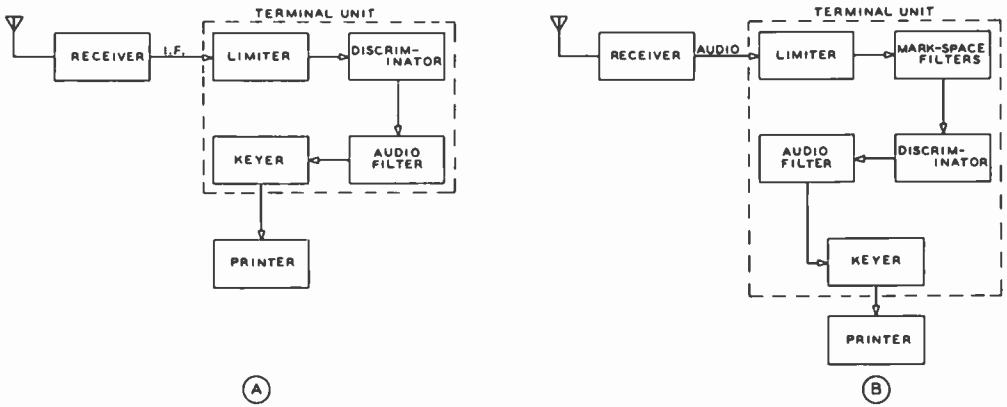 TERMINAL UNIT
RECEIVER
I.F.
LIMITER
DISCRIM-
INATOR
KEYER
AUDIO
FILTER
PRINTER
A
TERMINAL UNIT
RECEIVER
AUDIO
LIMITER
MARK-SPACE
FILTERS
AUDIO
FILTER
DISCRIM-
INATOR
KEYER
PRINTER
B